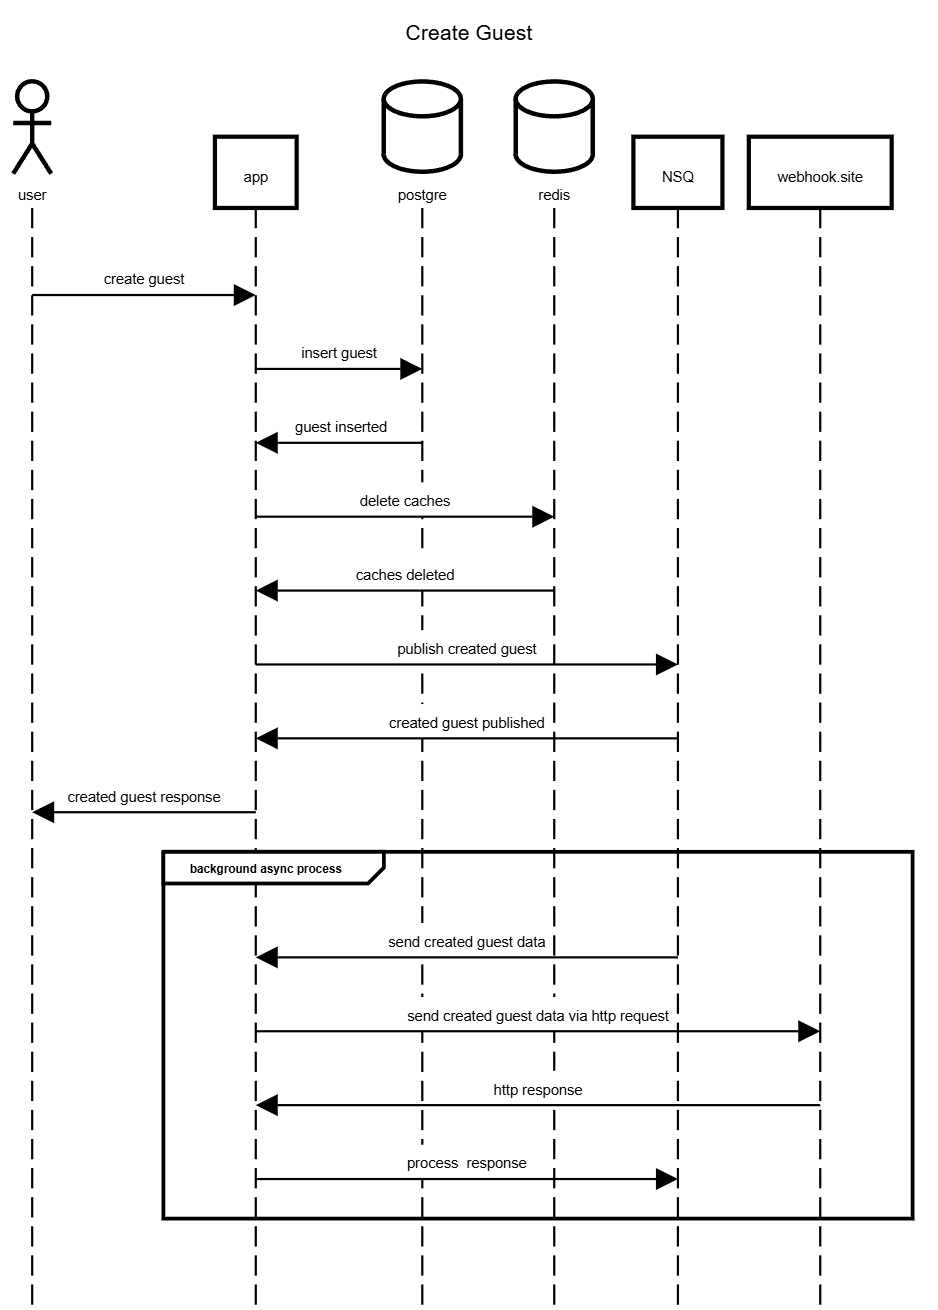 Create Guest
user
app
postgre
redis
NSQ
webhook.site
create guest
insert guest
guest inserted
delete caches
caches deleted
publish created guest
created guest published
created guest response
background async process
send created guest data
send created guest data via http request
http response
process  response